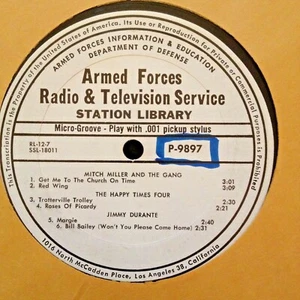 This Transcription Is the Property of the United States of America. Its Use or Reproduction for Private or Commercial Purposes Is Prohibited.
ARMED FORCES INFORMATION & EDUCATION
DEPARTMENT OF DEFENSE
Armed Forces
Radio & Television Service
STATION LIBRARY
Micro-Groove - Play with .001 pickup stylus
RL-12-7
SSL-18011
P-9897
MITCH MILLER AND THE GANG
1. Get Me To The Church On Time 3:01
2. Red Wing 3:09
THE HAPPY TIMES FOUR
3. Trotterville Trolley 2:30
4. Roses Of Picardy 2:21
JIMMY DURANTE
5. Margie 2:40
6. Bill Bailey (Won't You Please Come Home) 2:31
1016 North McCadden Place, Los Angeles 38, California